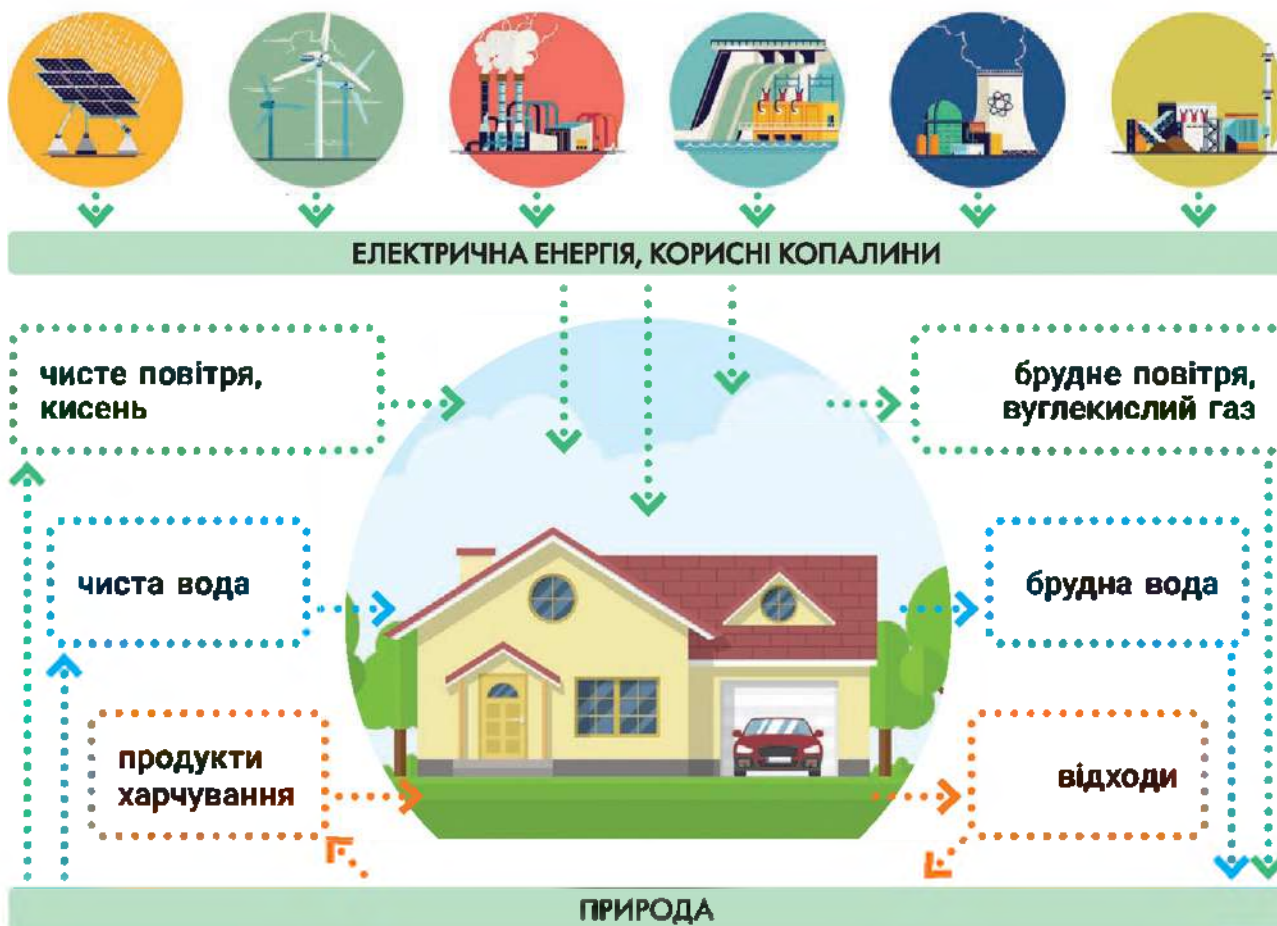 ЕЛЕКТРИЧНА ЕНЕРГІЯ, КОРИСНІ КОПАЛИНИ
чисте повітря,
кисень
брудне повітря,
вуглекислий газ
чиста вода
брудна вода
продукти
харчування
відходи
ПРИРОДА